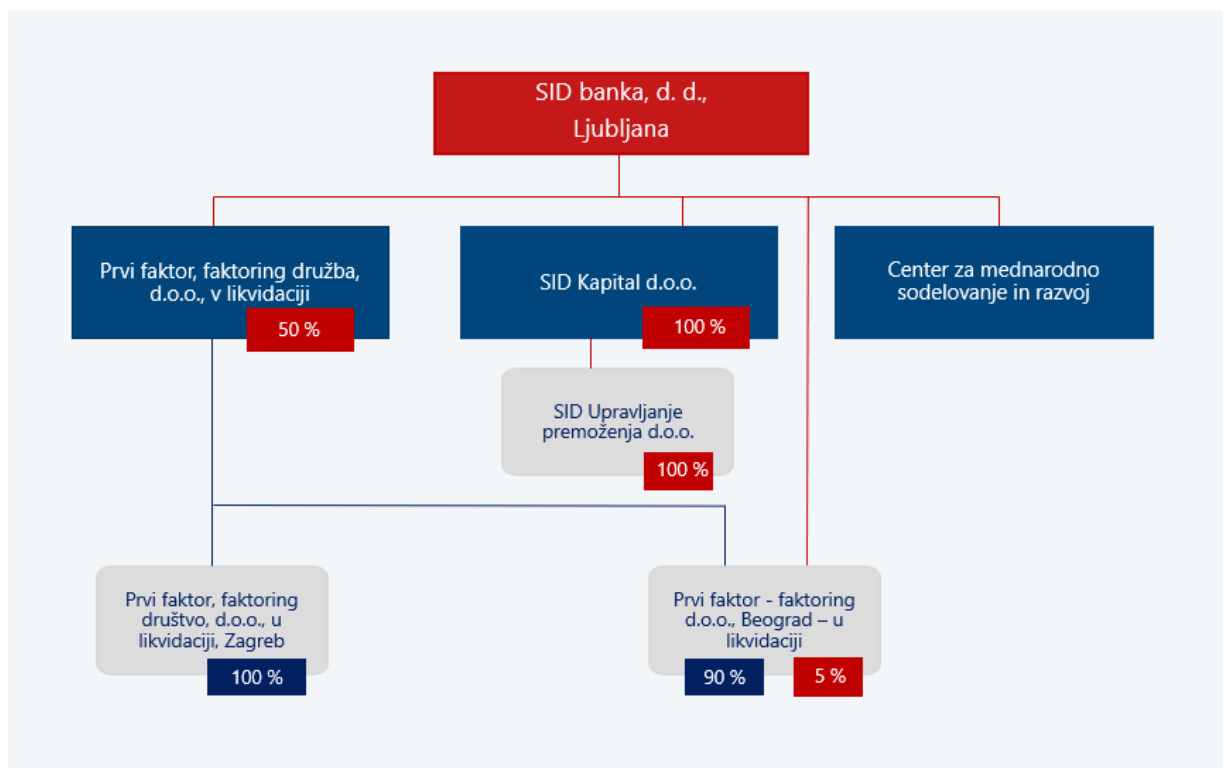 SID banka, d. d.,
Ljubljana
Prvi faktor, faktoring družba,
d.o.o., v likvidaciji
50 %
SID Kapital d.o.o.
100 %
Center za mednarodno
sodelovanje in razvoj
SID Upravljanje
premoženja d.o.o.
100 %
Prvi faktor, faktoring
društvo, d.o.o., u
likvidaciji, Zagreb
100 %
Prvi faktor - faktoring
d.o.o., Beograd – u
likvidaciji
90 %
5 %